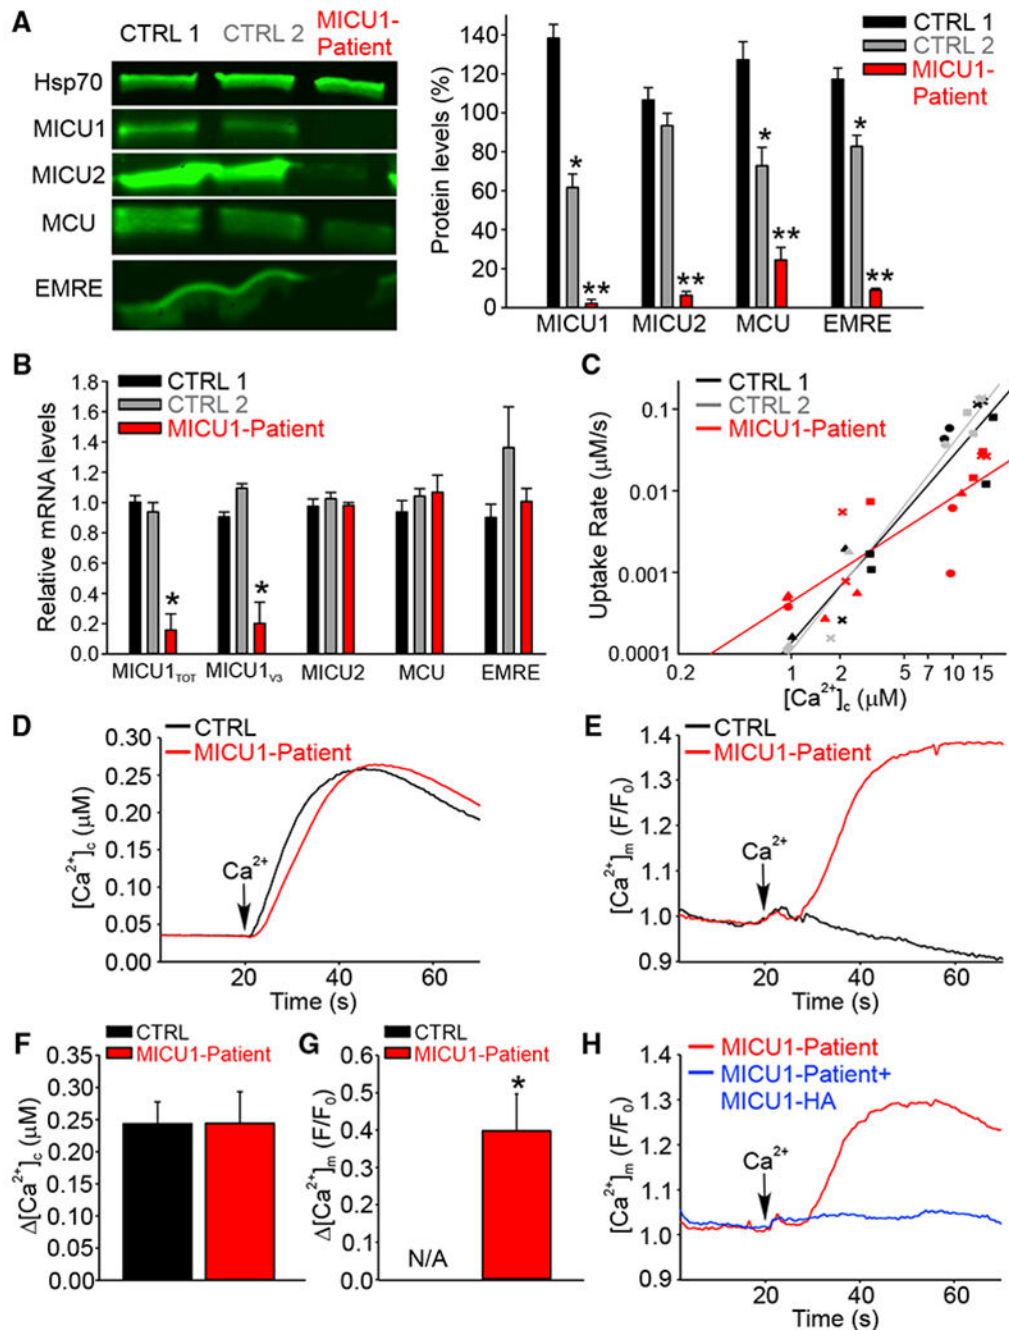 A
CTRL 1
CTRL 2
MICU1-
Patient
Hsp70
MICU1
MICU2
MCU
EMRE
Protein levels (%)
140
120
100
80
60
40
20
0
CTRL 1
CTRL 2
MICU1-
Patient
* ** ** * ** * **
MICU1 MICU2 MCU EMRE
B
Relative mRNA levels
1.8
1.6
1.4
1.2
1.0
0.8
0.6
0.4
0.2
0.0
CTRL 1
CTRL 2
MICU1-Patient
* *
MICU1TOT MICU1V3 MICU2 MCU EMRE
C
CTRL 1
CTRL 2
MICU1-Patient
Uptake Rate (μM/s)
0.1
0.01
0.001
0.0001
0.2 1 2 5 7 10 15
[Ca2+]c (μM)
D
CTRL
MICU1-Patient
[Ca2+]c (μM)
0.30
0.25
0.20
0.15
0.10
0.05
0.00
Ca2+
20 40 60
Time (s)
E
CTRL
MICU1-Patient
[Ca2+]m (F/F0)
1.4
1.3
1.2
1.1
1.0
0.9
Ca2+
20 40 60
Time (s)
F
CTRL
MICU1-Patient
Δ[Ca2+]c (μM)
0.35
0.30
0.25
0.20
0.15
0.10
0.05
0.00
G
CTRL
MICU1-Patient
Δ[Ca2+]m (F/F0)
0.6
0.5
0.4
0.3
0.2
0.1
0.0
N/A
*
H
MICU1-Patient
MICU1-Patient+
MICU1-HA
[Ca2+]m (F/F0)
1.4
1.3
1.2
1.1
1.0
0.9
Ca2+
20 40 60
Time (s)